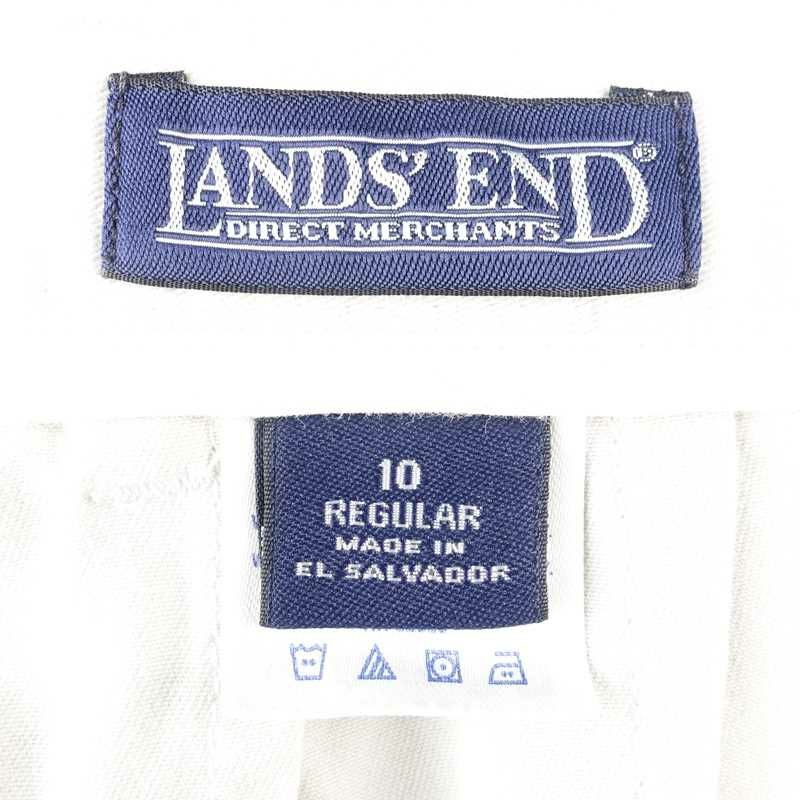 LANDS' END®
DIRECT MERCHANTS
10
REGULAR
MADE IN
EL SALVADOR